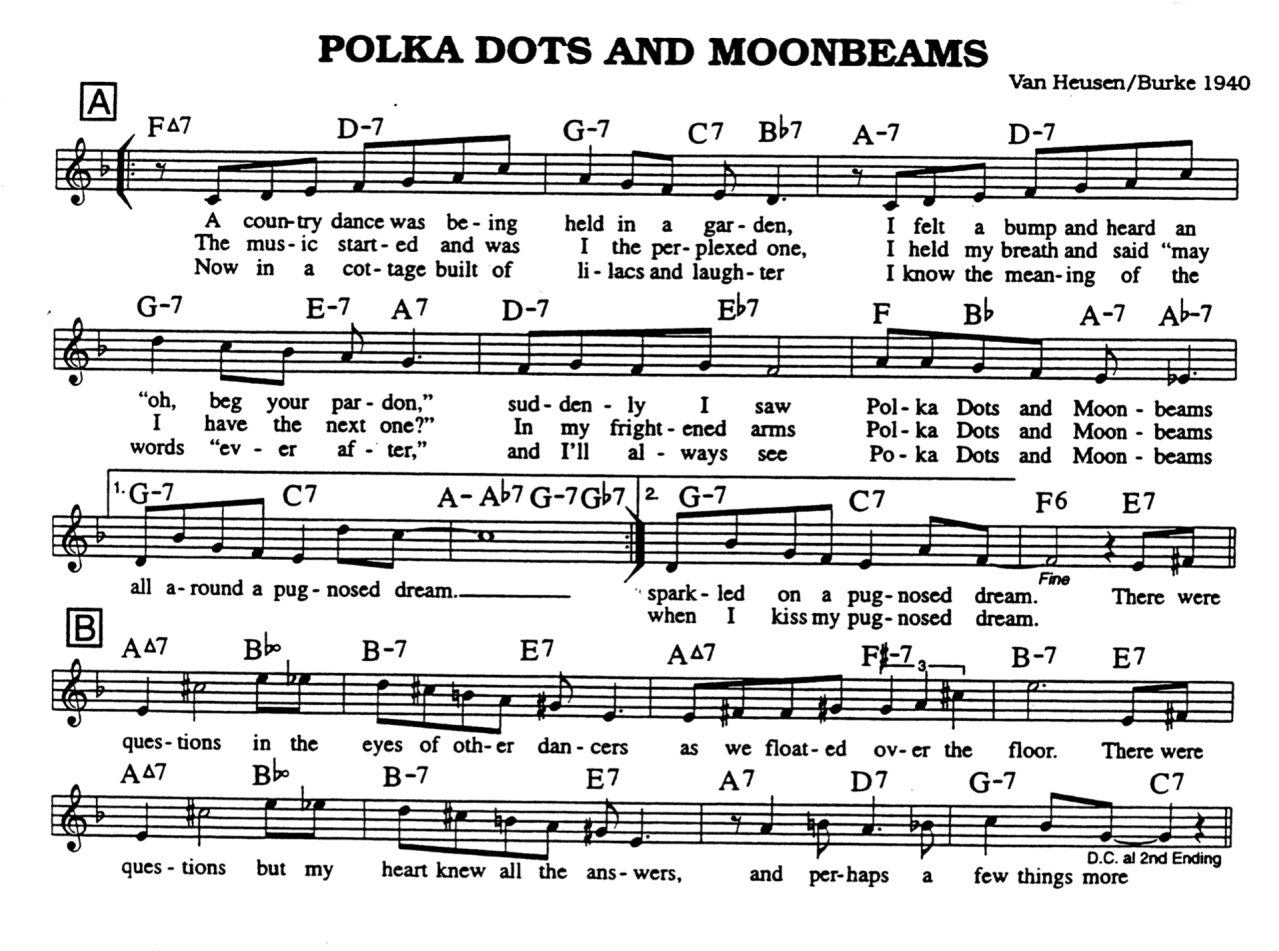 POLKA DOTS AND MOONBEAMS
Van Heusen/Burke 1940
A
F∆7 D-7 G-7 C7 B♭7 A-7 D-7
A coun-try dance was be-ing held in a gar-den, I felt a bump and heard an
The mus-ic start-ed and was I the per-plexed one, I held my breath and said “may
Now in a cot-tage built of li-lacs and laugh-ter I know the mean-ing of the
G-7 E-7 A7 D-7 E♭7 F B♭ A-7 A♭-7
“oh, beg your par-don,” sud-den-ly I saw Pol-ka Dots and Moon-beams
I have the next one?” In my fright-ened arms Pol-ka Dots and Moon-beams
words “ev-er af-ter,” and I'll al-ways see Po-ka Dots and Moon-beams
1. G-7 C7 A- A♭7 G-7 G♭7 2. G-7 C7 F6 E7
Fine
all a-round a pug-nosed dream. spark-led on a pug-nosed dream. There were
when I kiss my pug-nosed dream.
B
A∆7 B♭° B-7 E7 A∆7 F#-7 B-7 E7
3
ques-tions in the eyes of oth-er dan-cers as we float-ed ov-er the floor. There were
A∆7 B♭° B-7 E7 A7 D7 G-7 C7
D.C. al 2nd Ending
ques-tions but my heart knew all the ans-wers, and per-haps a few things more